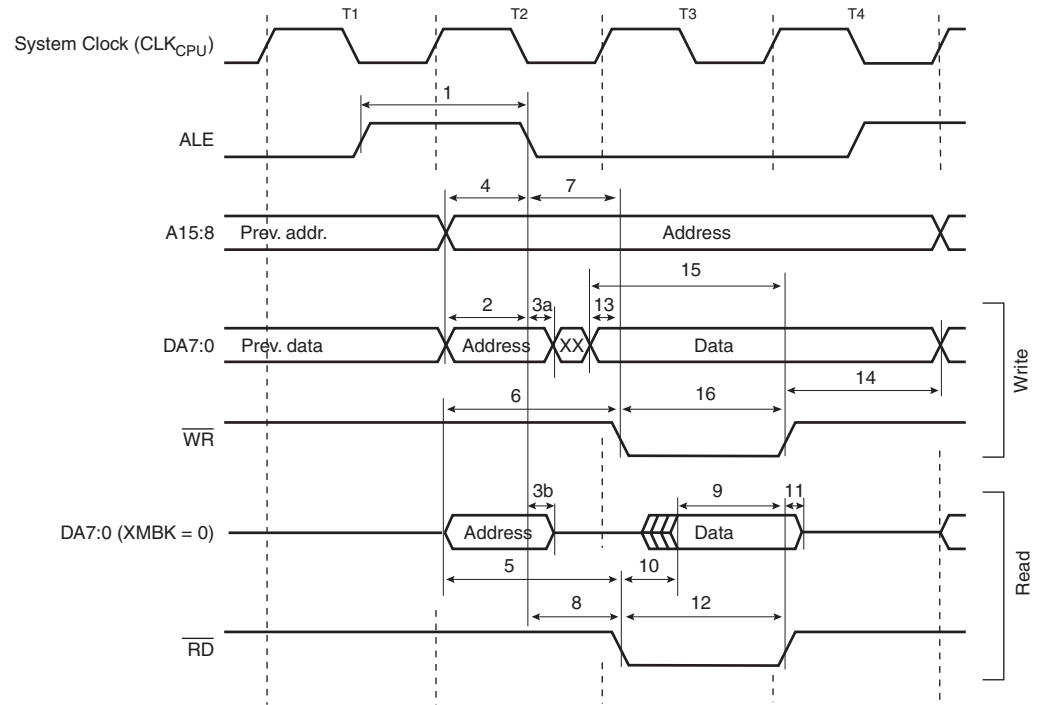 T1 T2 T3 T4
System Clock (CLKCPU)
1
ALE
4 7
A15:8 Prev. addr. Address
15
2 3a 13
DA7:0 Prev. data Address XX Data
14
6 16
WR
Write
3b 9 11
DA7:0 (XMBK = 0) Address Data
5 10
8 12
RD
Read